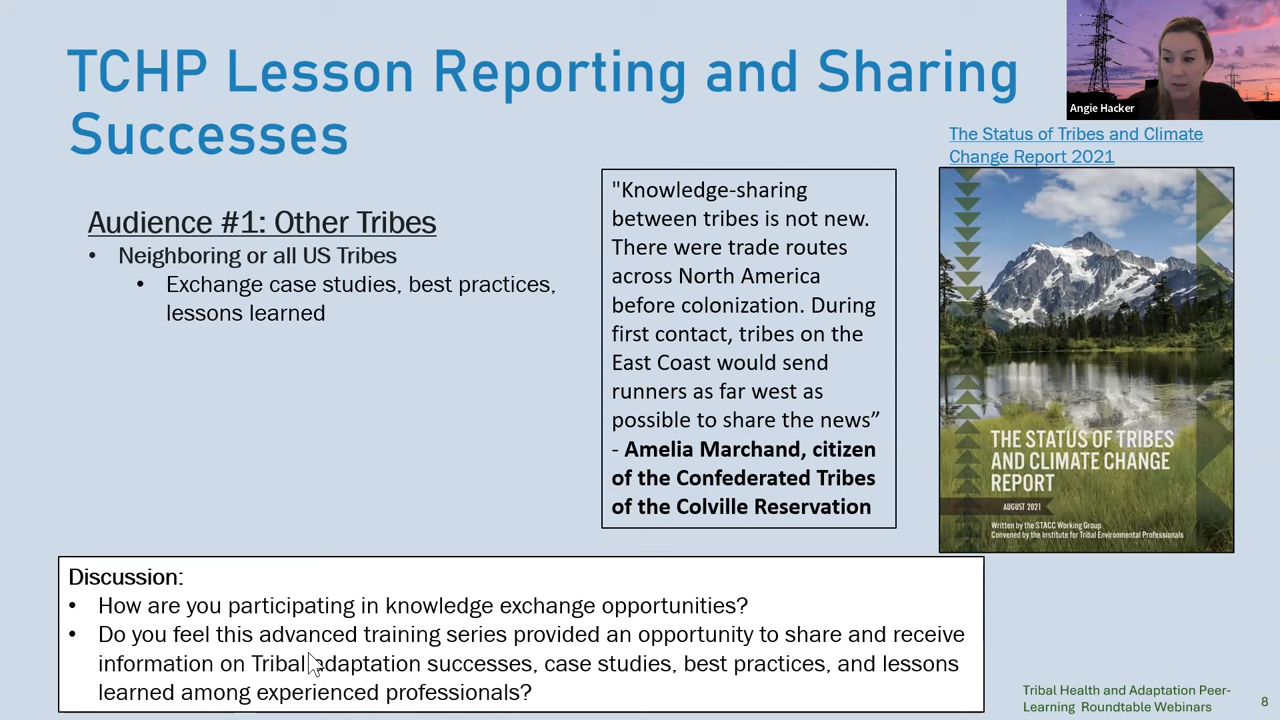 TCHP Lesson Reporting and Sharing
Successes
Angie Hacker
The Status of Tribes and Climate
Change Report 2021
Audience #1: Other Tribes
• Neighboring or all US Tribes
• Exchange case studies, best practices,
lessons learned
"Knowledge-sharing
between tribes is not new.
There were trade routes
across North America
before colonization. During
first contact, tribes on the
East Coast would send
runners as far west as
possible to share the news”
- Amelia Marchand, citizen
of the Confederated Tribes
of the Colville Reservation
THE STATUS OF TRIBES
AND CLIMATE CHANGE
REPORT
AUGUST 2021
Written by the STACC Working Group
Convened by the Institute for Tribal Environmental Professionals
Discussion:
• How are you participating in knowledge exchange opportunities?
• Do you feel this advanced training series provided an opportunity to share and receive
information on Tribal adaptation successes, case studies, best practices, and lessons
learned among experienced professionals?
Tribal Health and Adaptation Peer-
Learning Roundtable Webinars
8